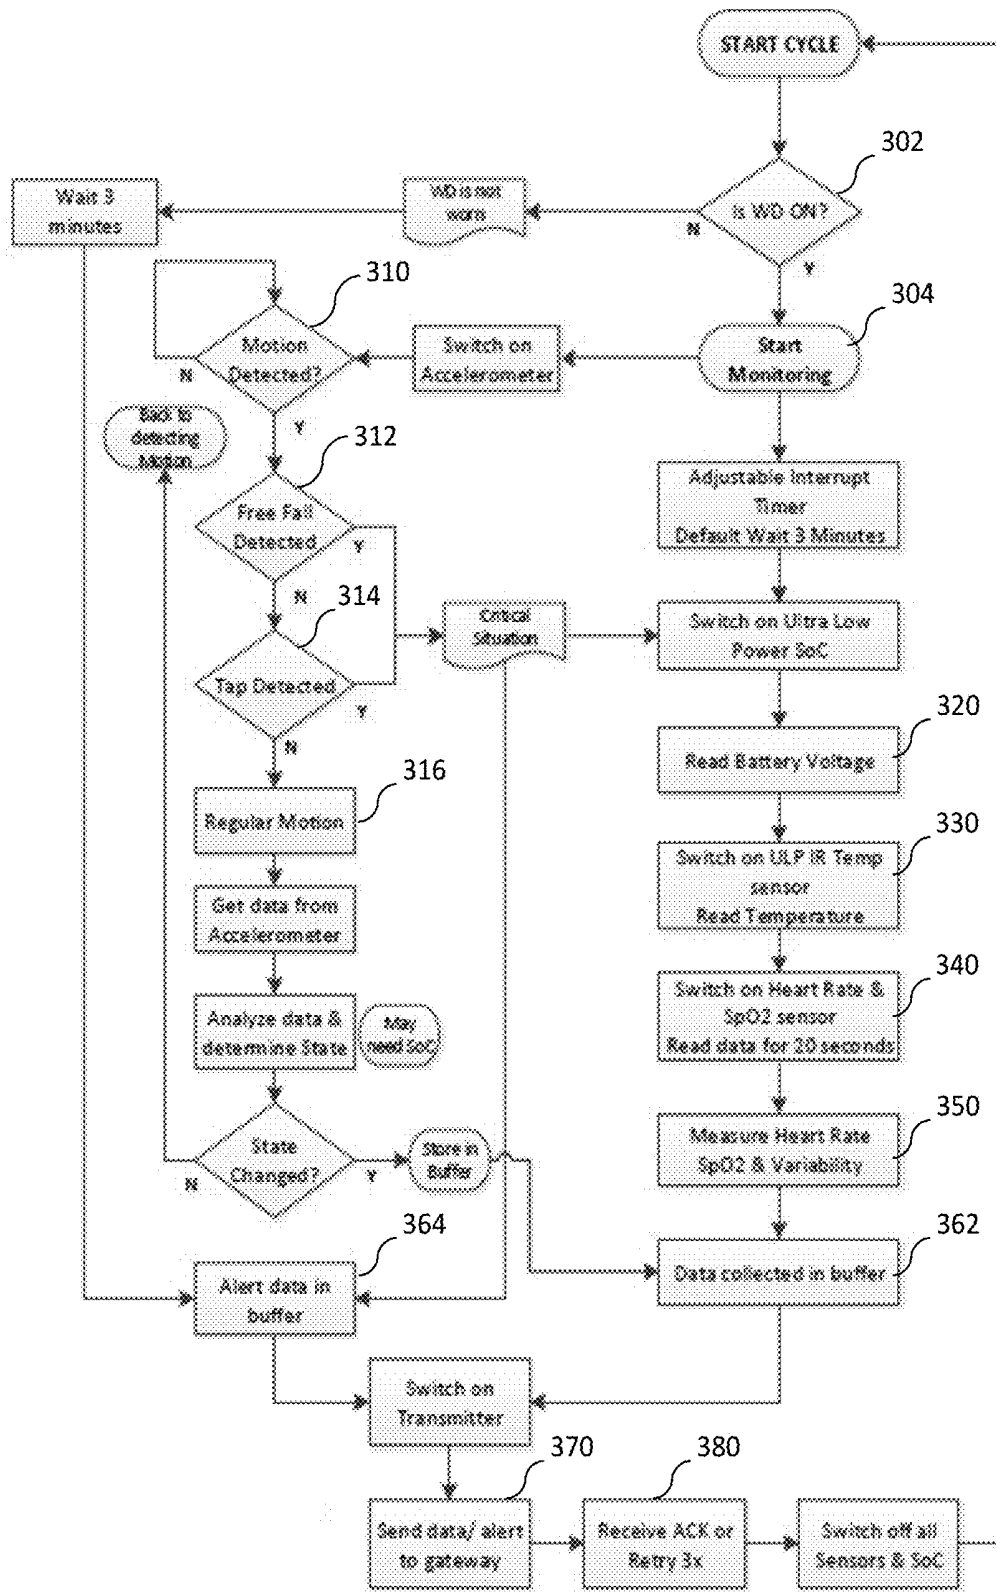 START CYCLE
302
Is WD ON?
N
Y
WD is not
worn
Wait 3
minutes
310
Motion
Detected?
N
Y
Switch on
Accelerometer
304
Start
Monitoring
Back to
detecting
Motion
312
Free Fall
Detected
Y
N
Adjustable Interrupt
Timer
Default Wait 3 Minutes
314
Tap Detected
Y
N
Critical
Situation
Switch on Ultra Low
Power SoC
320
Read Battery Voltage
316
Regular Motion
330
Switch on ULP IR Temp
sensor
Read Temperature
Get data from
Accelerometer
340
Switch on Heart Rate &
SpO2 sensor
Read data for 20 seconds
Analyze data &
determine State
May
need SoC
350
Measure Heart Rate
SpO2 & Variability
State
Changed?
N
Y
Store in
Buffer
364
Alert data in
buffer
362
Data collected in buffer
Switch on
Transmitter
370
Send data/ alert
to gateway
380
Receive ACK or
Retry 3x
Switch off all
Sensors & SoC